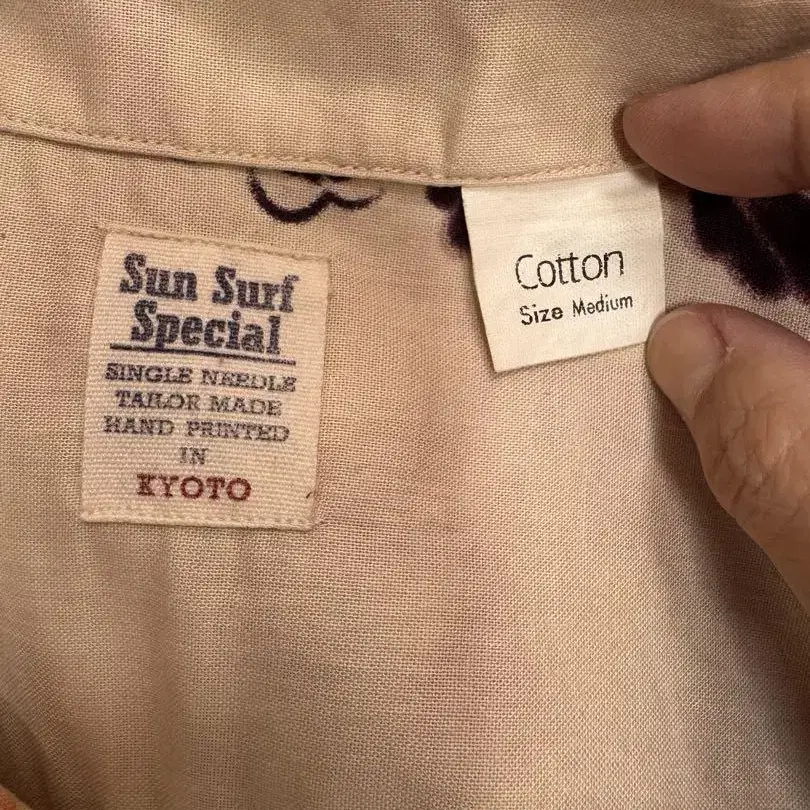 Sun Surf
Special
SINGLE NEEDLE
TAILOR MADE
HAND PRINTED
IN
KYOTO
Cotton
Size Medium